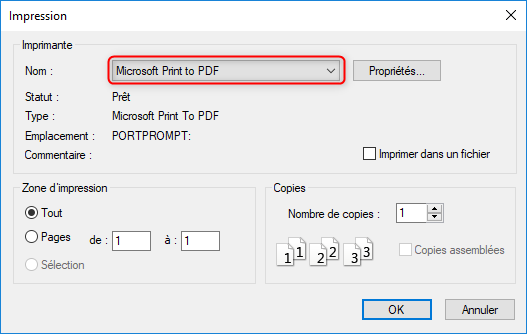 Impression
Imprimante
Nom :
Microsoft Print to PDF
Propriétés...
Statut :
Prêt
Type :
Microsoft Print To PDF
Emplacement :
PORTPROMPT:
Commentaire :
Imprimer dans un fichier
Zone d'impression
Tout
Pages
de :
1
à :
1
Sélection
Copies
Nombre de copies :
1
1 1 2 2 3 3
Copies assemblées
OK
Annuler